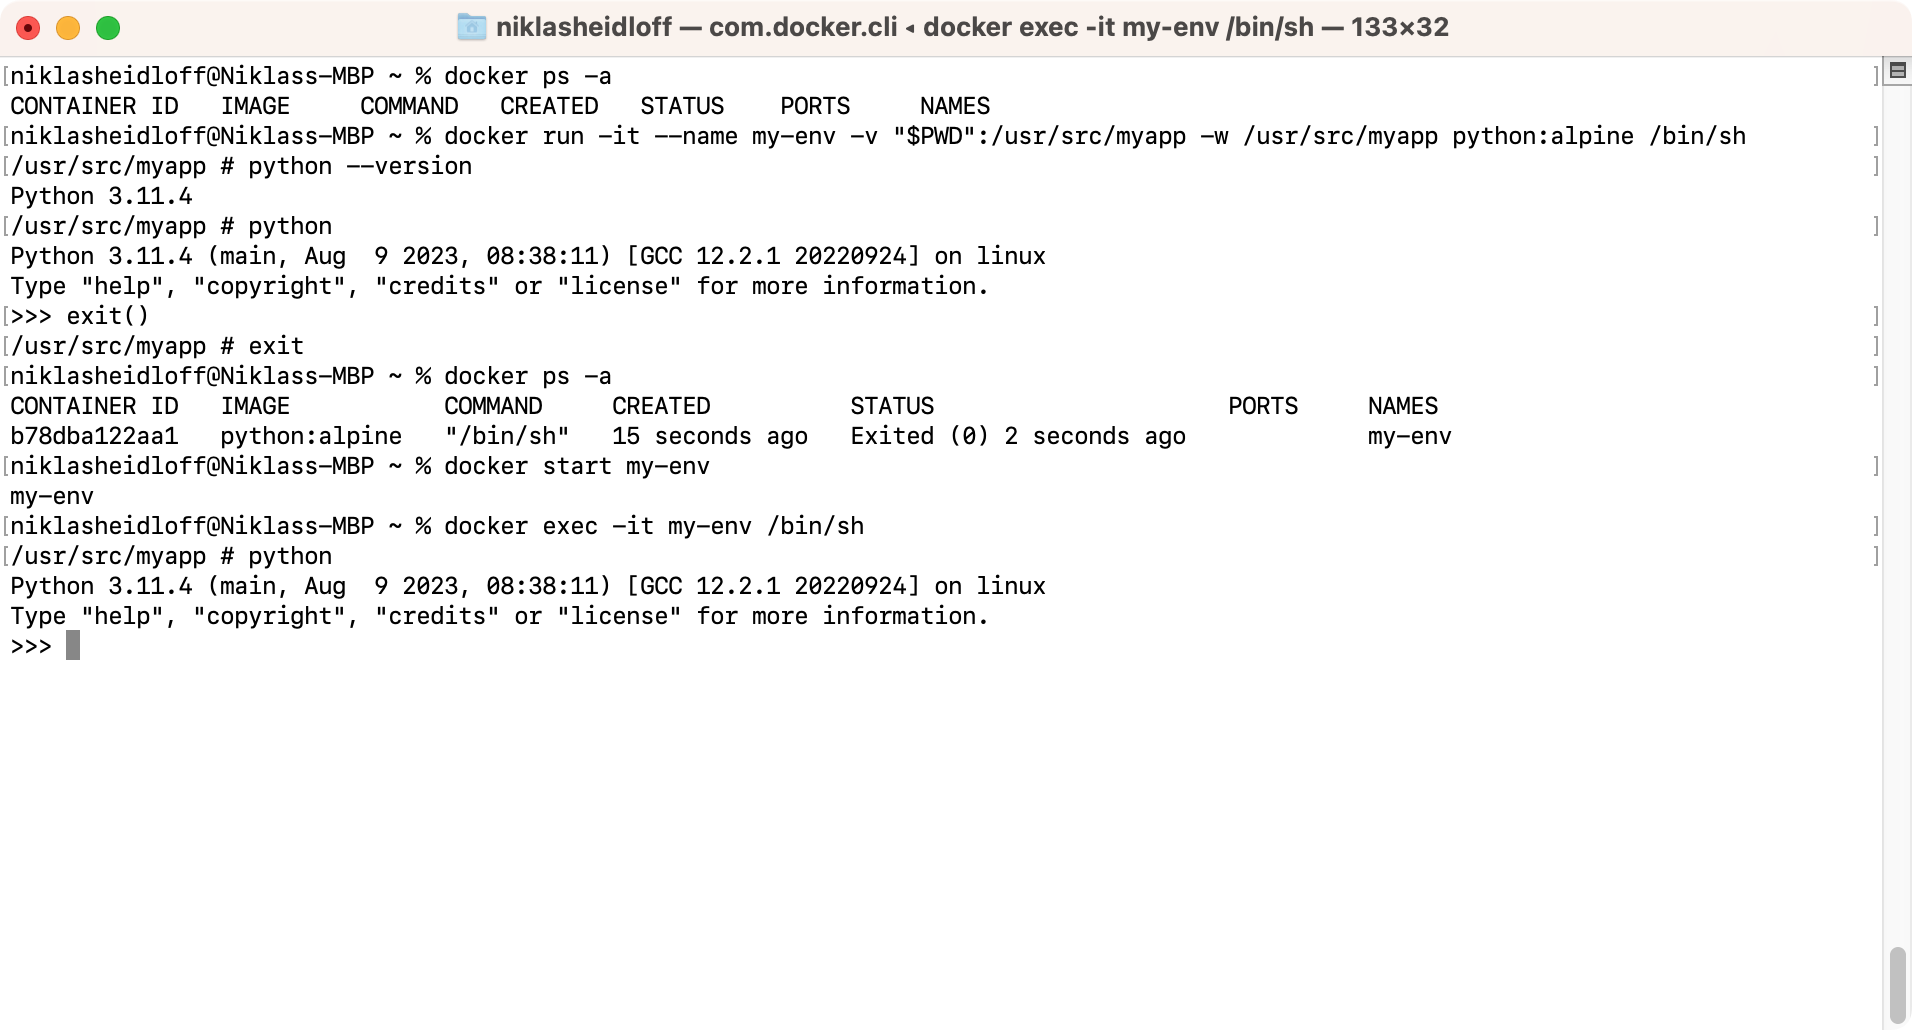 niklasheidloff — com.docker.cli ◂ docker exec -it my-env /bin/sh — 133×32
[niklasheidloff@Niklass-MBP ~ % docker ps -a ]
CONTAINER ID   IMAGE     COMMAND   CREATED   STATUS    PORTS     NAMES
[niklasheidloff@Niklass-MBP ~ % docker run -it --name my-env -v "$PWD":/usr/src/myapp -w /usr/src/myapp python:alpine /bin/sh ]
[/usr/src/myapp # python --version ]
Python 3.11.4
[/usr/src/myapp # python ]
Python 3.11.4 (main, Aug  9 2023, 08:38:11) [GCC 12.2.1 20220924] on linux
Type "help", "copyright", "credits" or "license" for more information.
[>>> exit() ]
[/usr/src/myapp # exit ]
[niklasheidloff@Niklass-MBP ~ % docker ps -a ]
CONTAINER ID   IMAGE           COMMAND     CREATED          STATUS                     PORTS     NAMES
b78dba122aa1   python:alpine   "/bin/sh"   15 seconds ago   Exited (0) 2 seconds ago             my-env
[niklasheidloff@Niklass-MBP ~ % docker start my-env ]
my-env
[niklasheidloff@Niklass-MBP ~ % docker exec -it my-env /bin/sh ]
[/usr/src/myapp # python ]
Python 3.11.4 (main, Aug  9 2023, 08:38:11) [GCC 12.2.1 20220924] on linux
Type "help", "copyright", "credits" or "license" for more information.
>>>